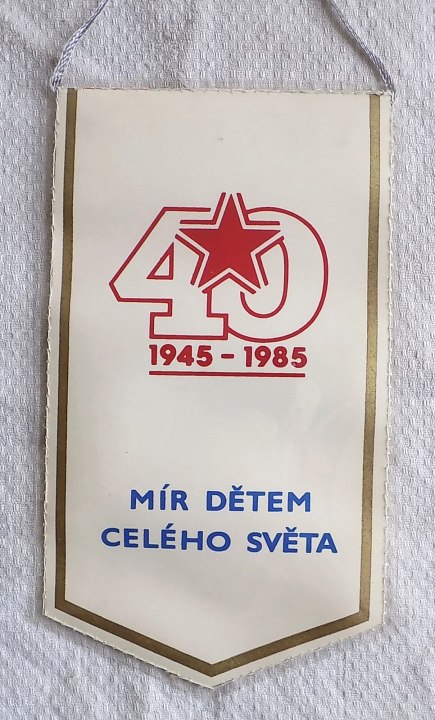 40
1945 - 1985
MÍR DĚTEM
CELÉHO SVĚTA